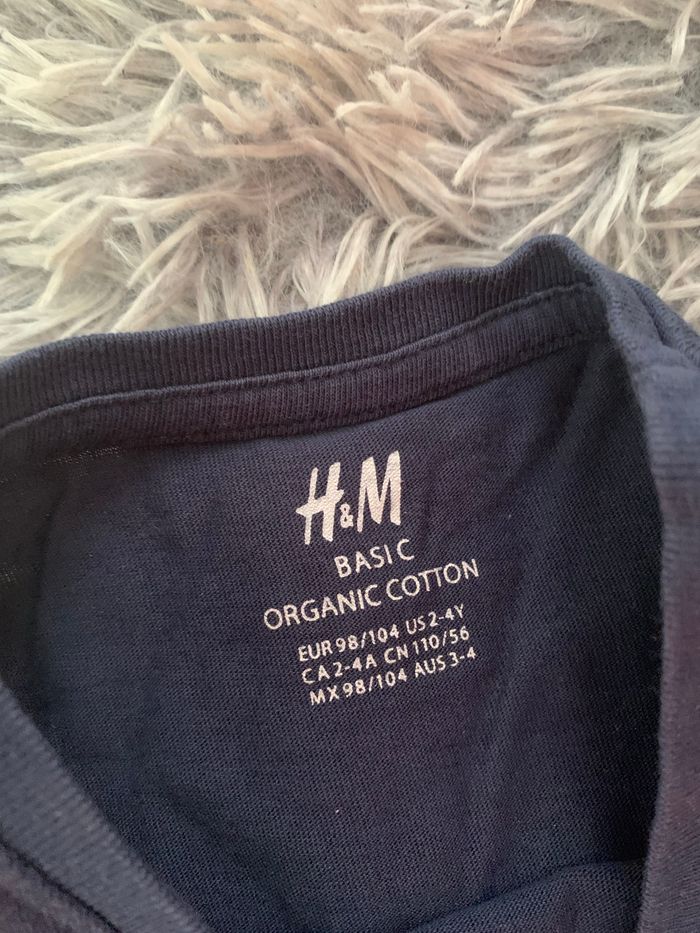 H&M
BASIC
ORGANIC COTTON
EUR 98/104 US 2-4Y
CA 2-4A CN 110/56
MX 98/104 AUS 3-4